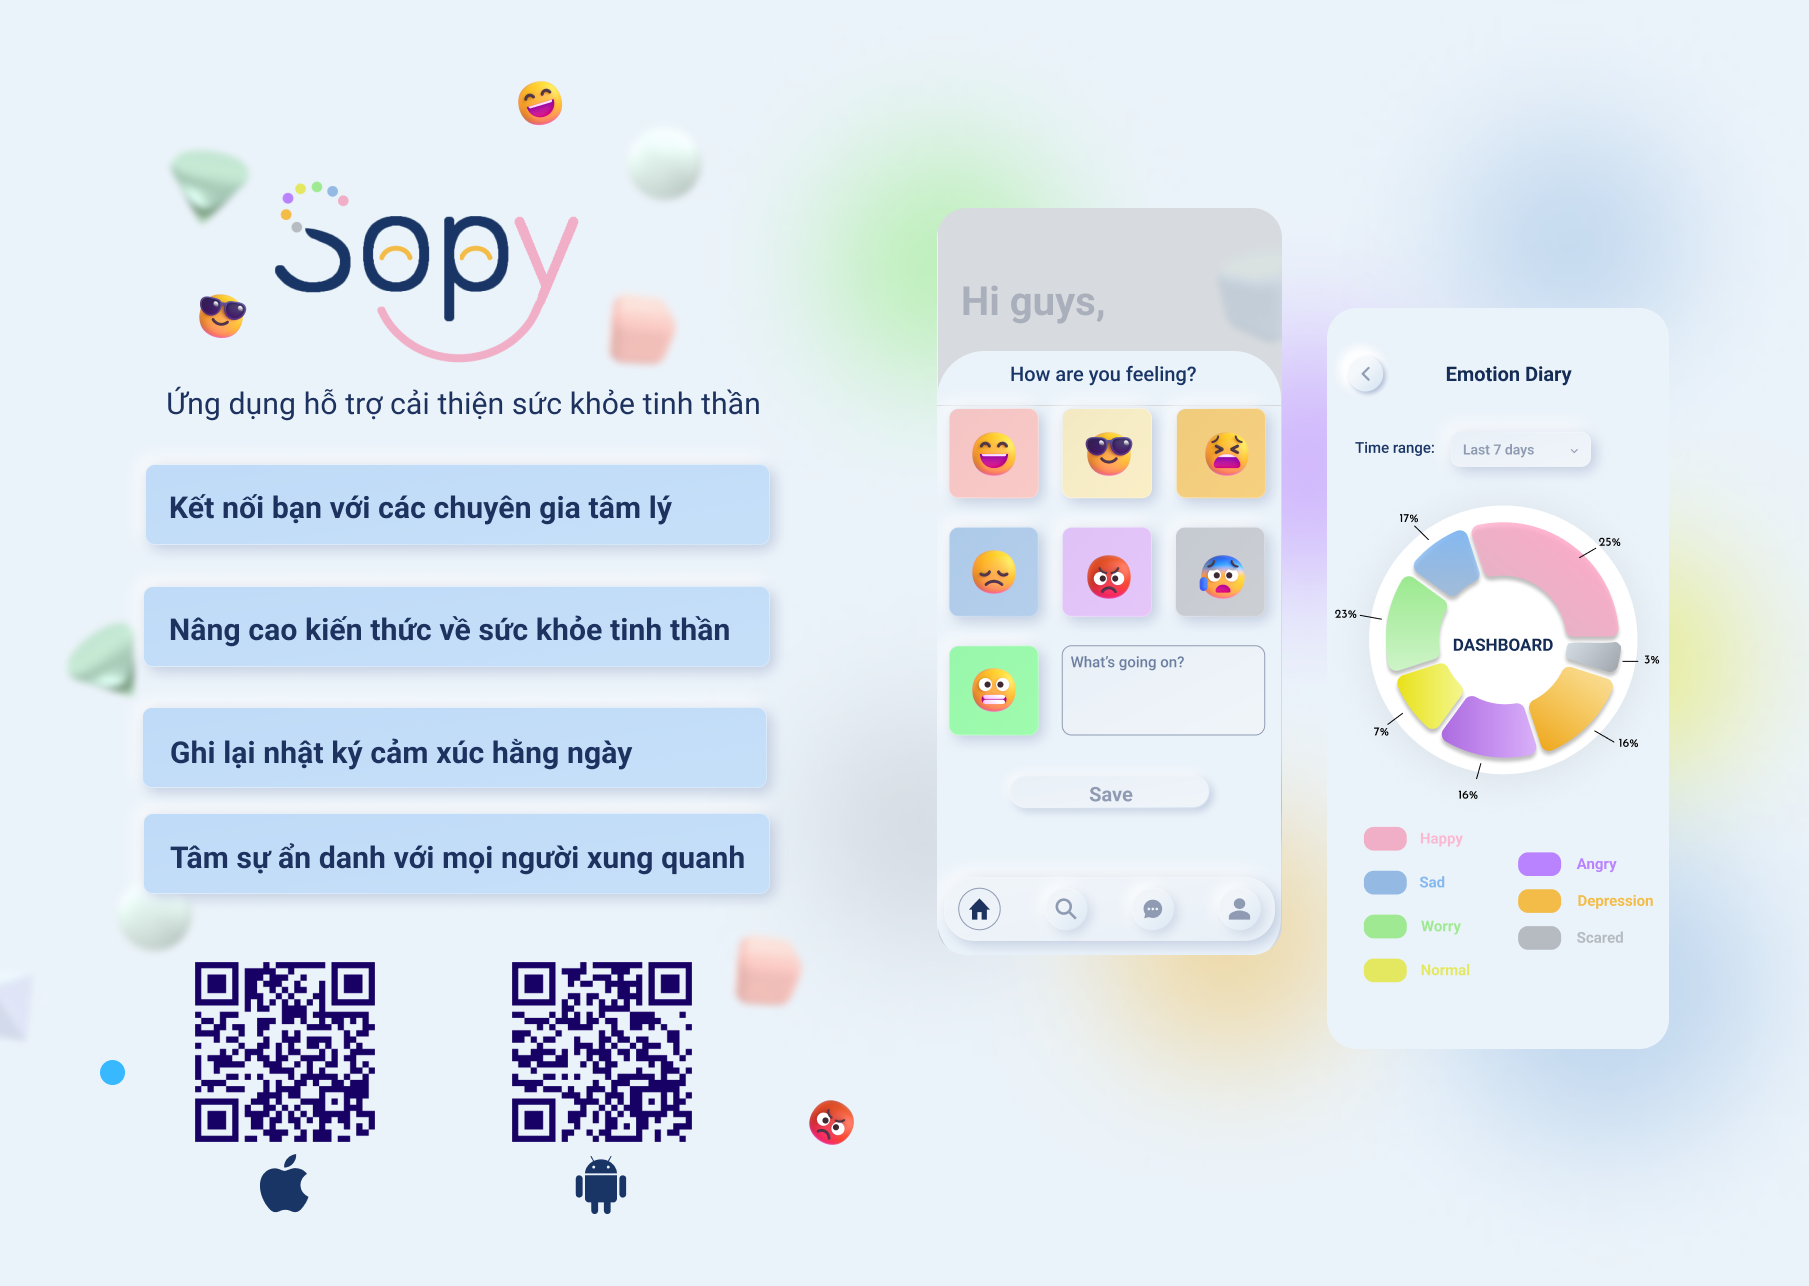 Sopy
Ứng dụng hỗ trợ cải thiện sức khỏe tinh thần
Kết nối bạn với các chuyên gia tâm lý
Nâng cao kiến thức về sức khỏe tinh thần
Ghi lại nhật ký cảm xúc hằng ngày
Tâm sự ẩn danh với mọi người xung quanh
Hi guys,
How are you feeling?
What's going on?
Save
Emotion Diary
Time range:
Last 7 days
17%
25%
23%
DASHBOARD
3%
7%
16%
16%
Happy
Sad
Worry
Normal
Angry
Depression
Scared